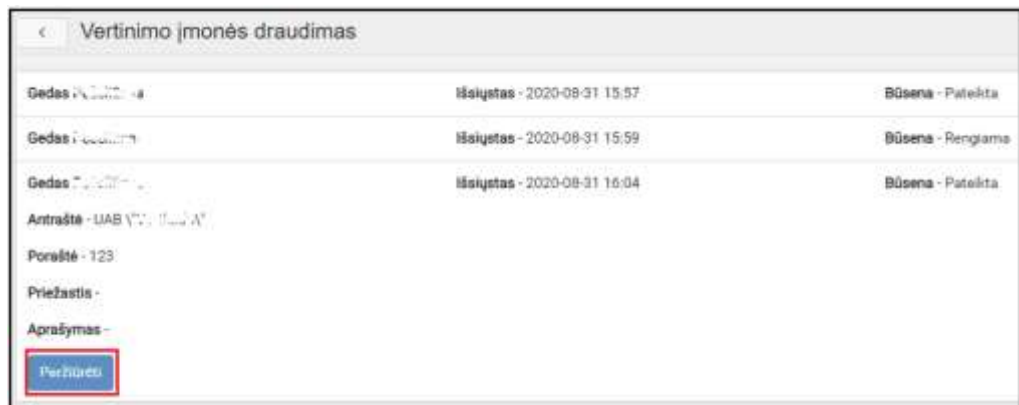 Vertinimo įmonės draudimas
Gedas Išsiųstas - 2020-08-31 15:57 Būsena - Pateikta
Gedas Išsiųstas - 2020-08-31 15:59 Būsena - Rengiama
Gedas Išsiųstas - 2020-08-31 16:04 Būsena - Pateikta
Antraštė - UAB
Poraštė - 123
Priežastis -
Aprašymas -
Peržiūrėti